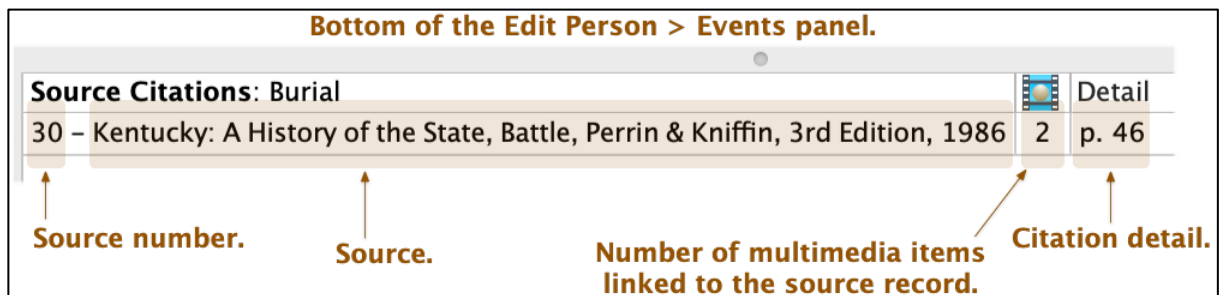 Bottom of the Edit Person > Events panel.
Source Citations: Burial Detail
30 – Kentucky: A History of the State, Battle, Perrin & Kniffin, 3rd Edition, 1986 2 p. 46
Source number.
Source.
Number of multimedia items
linked to the source record.
Citation detail.